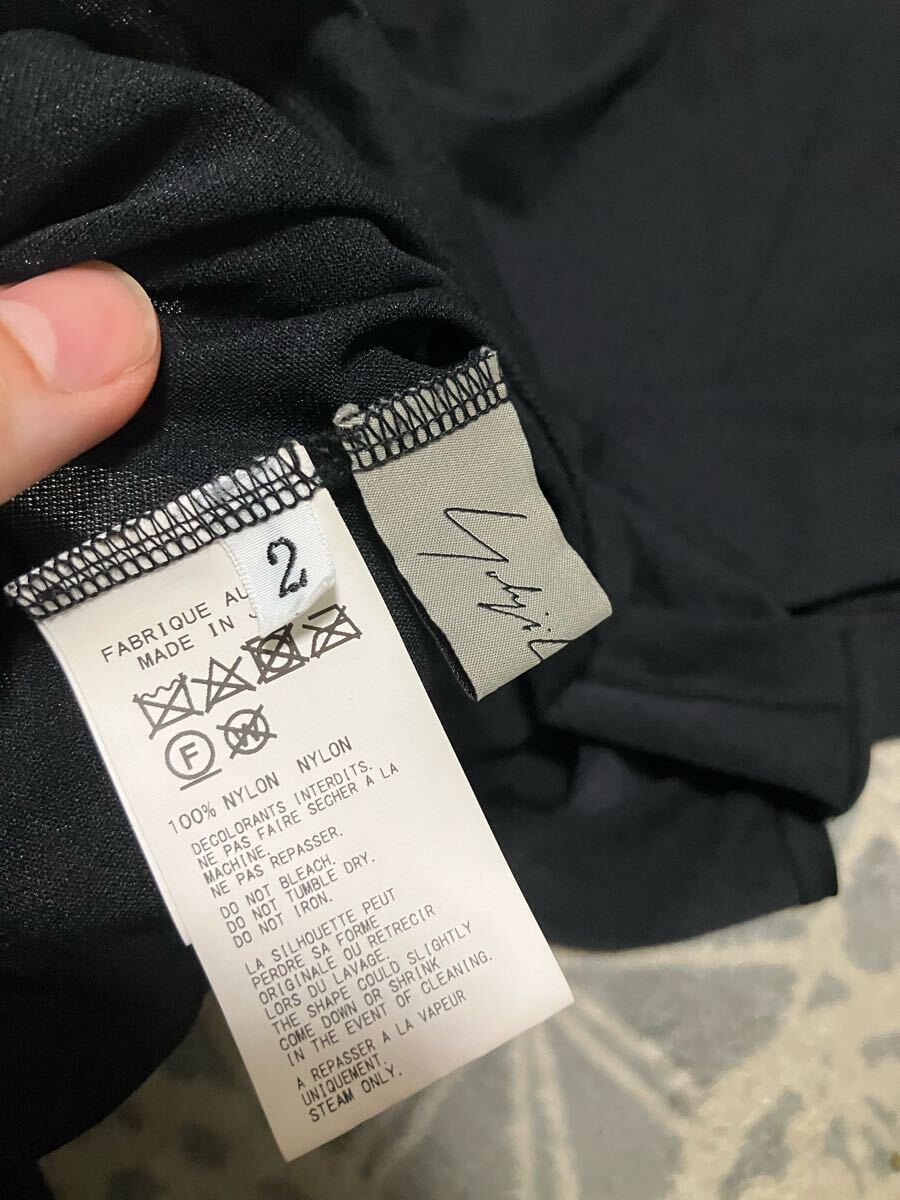 2
FABRIQUE AU
MADE IN J
F
W
100% NYLON NYLON
DECOLORANTS INTERDITS.
NE PAS FAIRE SECHER A LA
MACHINE.
NE PAS REPASSER.
DO NOT BLEACH.
DO NOT TUMBLE DRY.
DO NOT IRON.
LA SILHOUETTE PEUT
PERDRE SA FORME
ORIGINALE OU RETRECIR
LORS DU LAVAGE.
THE SHAPE COULD SLIGHTLY
COME DOWN OR SHRINK
IN THE EVENT OF CLEANING.
A REPASSER A LA VAPEUR
UNIQUEMENT.
STEAM ONLY.